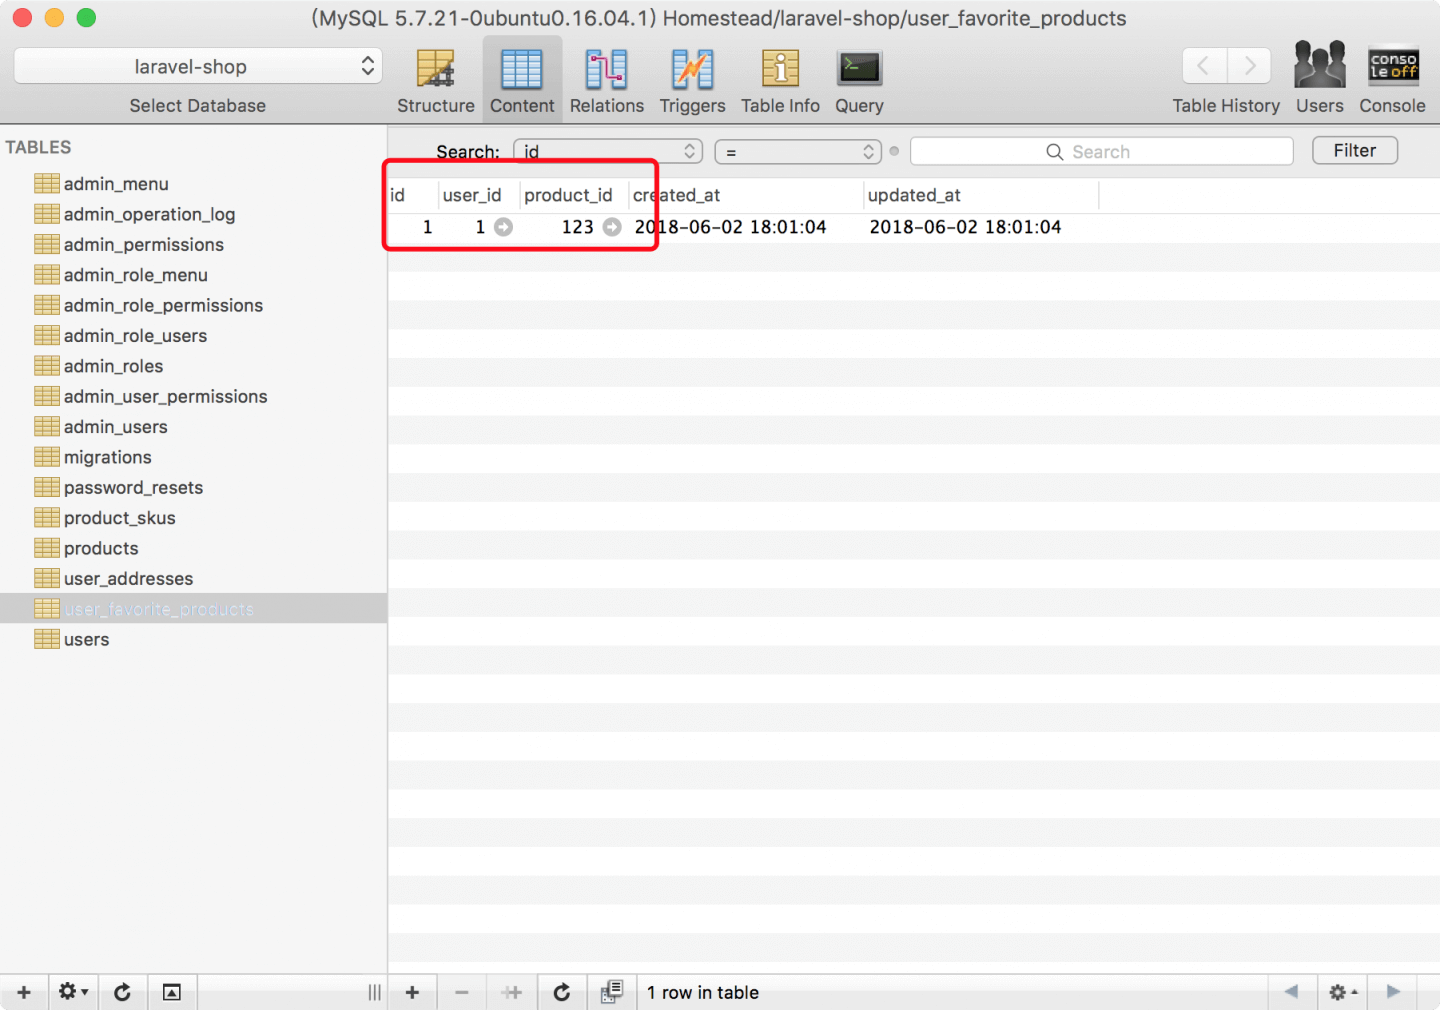 (MySQL 5.7.21-0ubuntu0.16.04.1) Homestead/laravel-shop/user_favorite_products
laravel-shop
Select Database
Structure
Content
Relations
Triggers
Table Info
Query
Table History
Users
conso
le off
Console
TABLES
admin_menu
admin_operation_log
admin_permissions
admin_role_menu
admin_role_permissions
admin_role_users
admin_roles
admin_user_permissions
admin_users
migrations
password_resets
product_skus
products
user_addresses
user_favorite_products
users
Search: id = Search Filter
id user_id product_id created_at updated_at
1 1 123 2018-06-02 18:01:04 2018-06-02 18:01:04
1 row in table